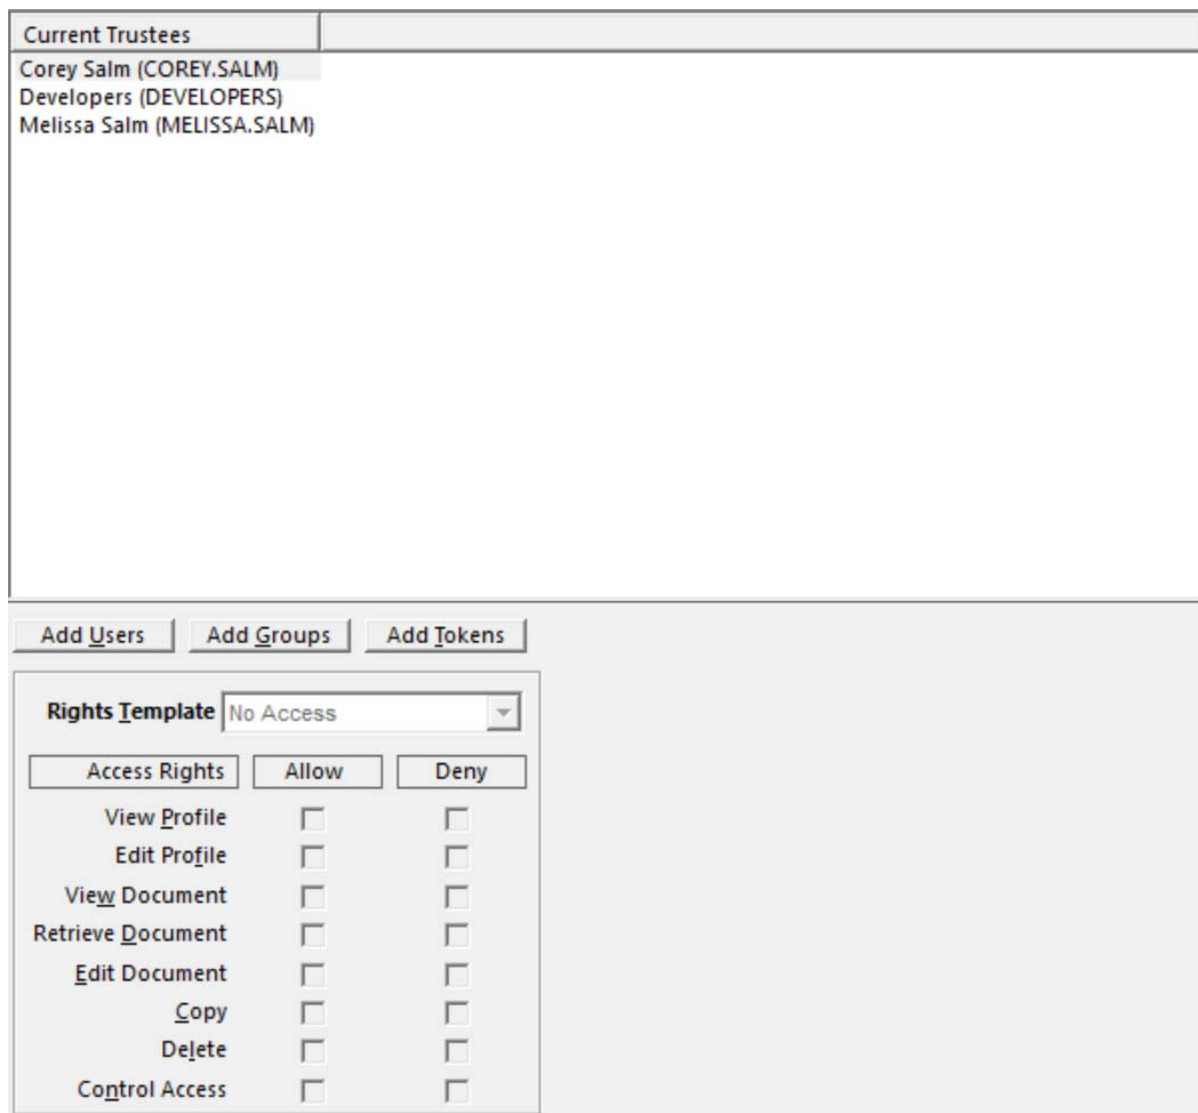 Current Trustees
Corey Salm (COREY.SALM)
Developers (DEVELOPERS)
Melissa Salm (MELISSA.SALM)
Add Users Add Groups Add Tokens
Rights Template No Access
Access Rights Allow Deny
View Profile
Edit Profile
View Document
Retrieve Document
Edit Document
Copy
Delete
Control Access